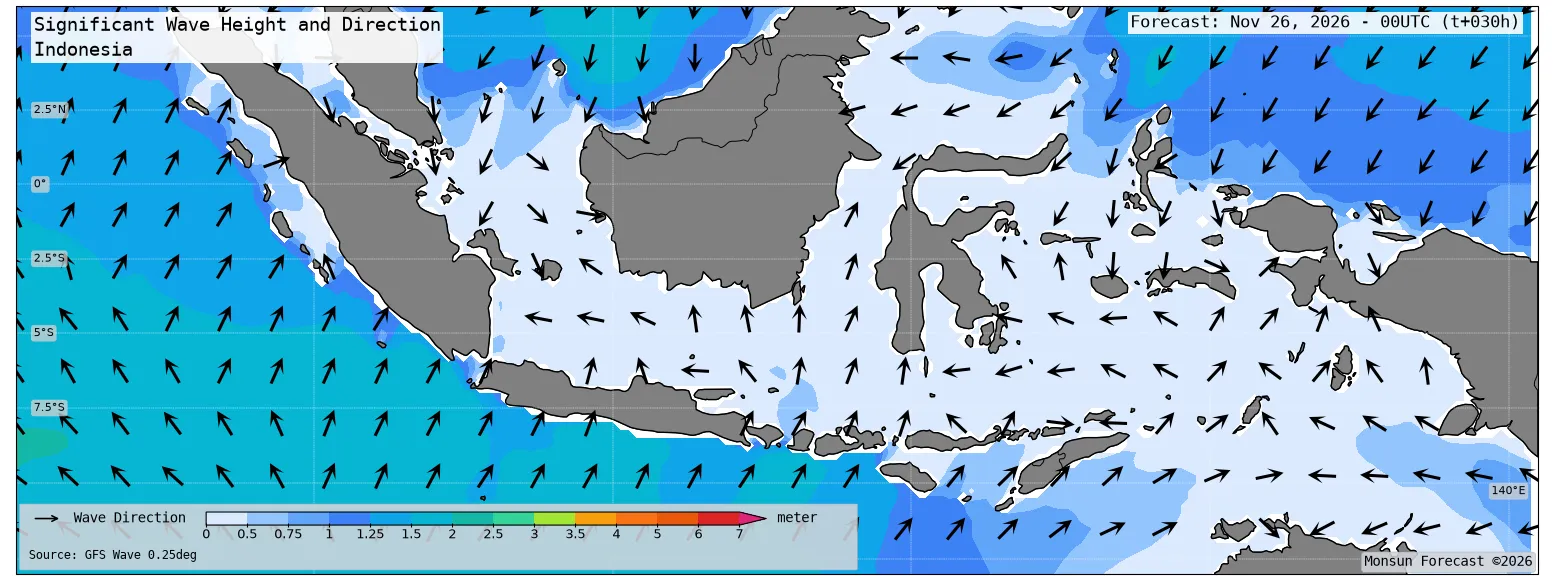 Significant Wave Height and Direction
Indonesia
Forecast: Nov 26, 2026 - 00UTC (t+030h)
2.5°N
0°
2.5°S
5°S
7.5°S
140°E
Wave Direction
0 0.5 0.75 1 1.25 1.5 2 2.5 3 3.5 4 5 6 7
meter
Source: GFS Wave 0.25deg
Monsun Forecast ©2026